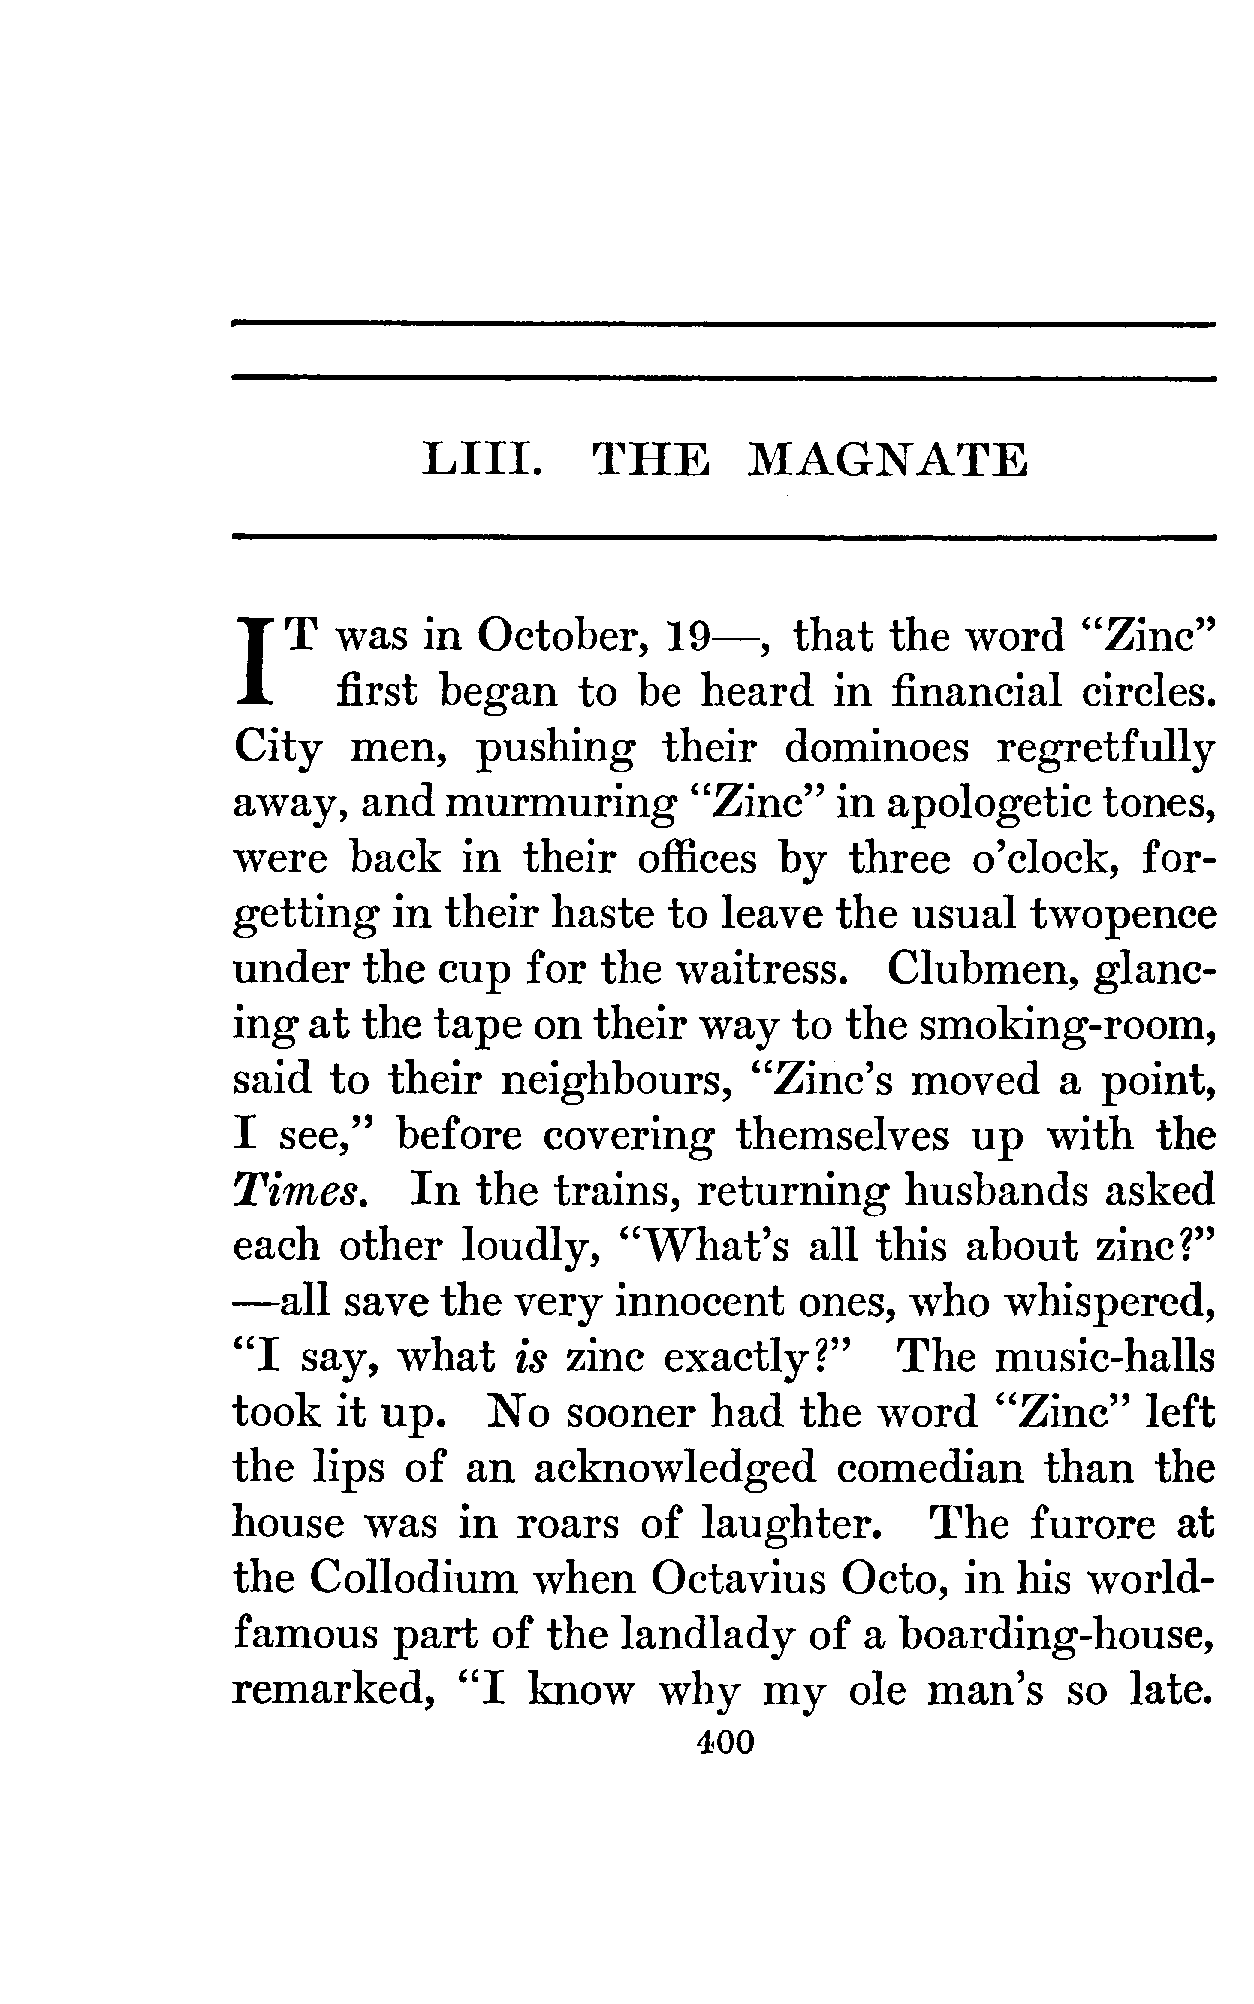 LIII. THE MAGNATE
IT was in October, 19—, that the word “Zinc”
first began to be heard in financial circles.
City men, pushing their dominoes regretfully
away, and murmuring “Zinc” in apologetic tones,
were back in their offices by three o’clock, for-
getting in their haste to leave the usual twopence
under the cup for the waitress. Clubmen, glanc-
ing at the tape on their way to the smoking-room,
said to their neighbours, “Zinc’s moved a point,
I see,” before covering themselves up with the
Times. In the trains, returning husbands asked
each other loudly, “What’s all this about zinc?”
—all save the very innocent ones, who whispered,
“I say, what is zinc exactly?” The music-halls
took it up. No sooner had the word “Zinc” left
the lips of an acknowledged comedian than the
house was in roars of laughter. The furore at
the Collodium when Octavius Octo, in his world-
famous part of the landlady of a boarding-house,
remarked, “I know why my ole man’s so late.
400